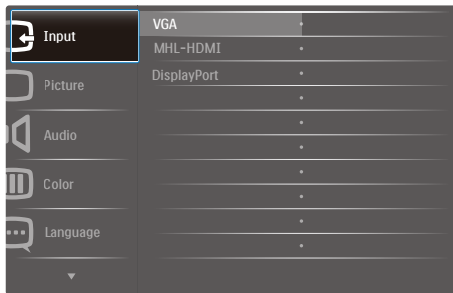 Input
Picture
Audio
Color
Language
VGA
MHL-HDMI
DisplayPort